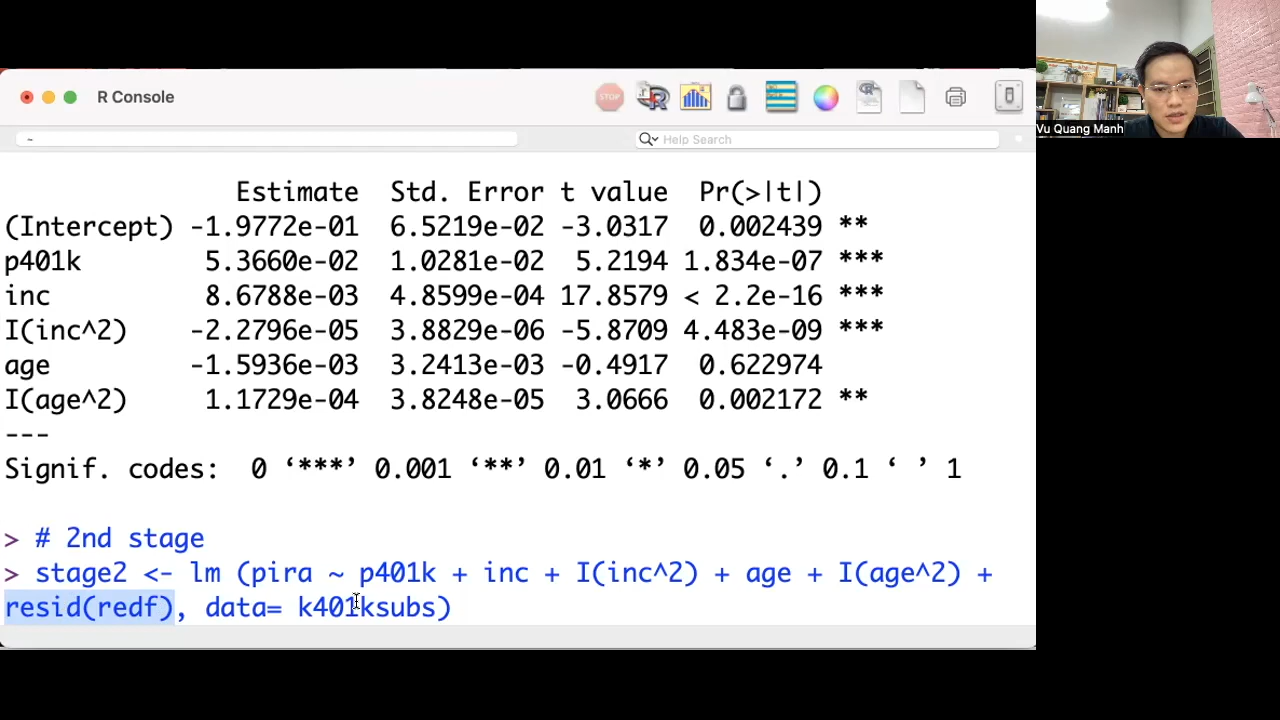 R Console
STOP
~
Help Search
Estimate Std. Error t value Pr(>|t|)
(Intercept) -1.9772e-01 6.5219e-02 -3.0317 0.002439 **
p401k 5.3660e-02 1.0281e-02 5.2194 1.834e-07 ***
inc 8.6788e-03 4.8599e-04 17.8579 < 2.2e-16 ***
I(inc^2) -2.2796e-05 3.8829e-06 -5.8709 4.483e-09 ***
age -1.5936e-03 3.2413e-03 -0.4917 0.622974
I(age^2) 1.1729e-04 3.8248e-05 3.0666 0.002172 **
---
Signif. codes: 0 ‘***’ 0.001 ‘**’ 0.01 ‘*’ 0.05 ‘.’ 0.1 ‘ ’ 1
> # 2nd stage
> stage2 <- lm (pira ~ p401k + inc + I(inc^2) + age + I(age^2) +
resid(redf), data= k401ksubs)
Vu Quang Manh